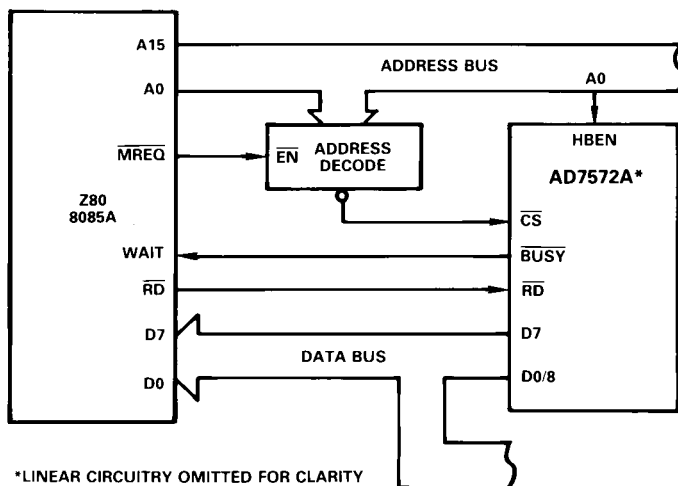 A15
ADDRESS BUS
A0
A0
HBEN
MREQ
EN
ADDRESS
DECODE
AD7572A*
Z80
8085A
CS
WAIT
BUSY
RD
RD
D7
D7
DATA BUS
D0
D0/8
*LINEAR CIRCUITRY OMITTED FOR CLARITY